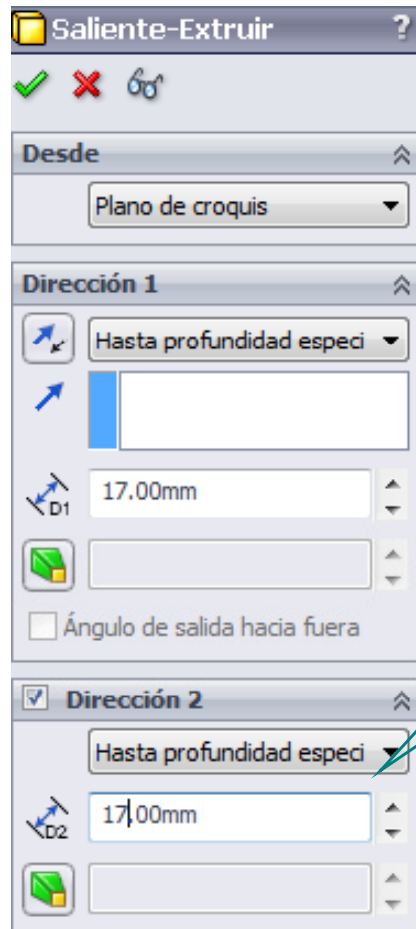 Saliente-Extruir ?
Desde
Plano de croquis
Dirección 1
Hasta profundidad especi
D1 17.00mm
Ángulo de salida hacia fuera
Dirección 2
Hasta profundidad especi
D2 17.00mm